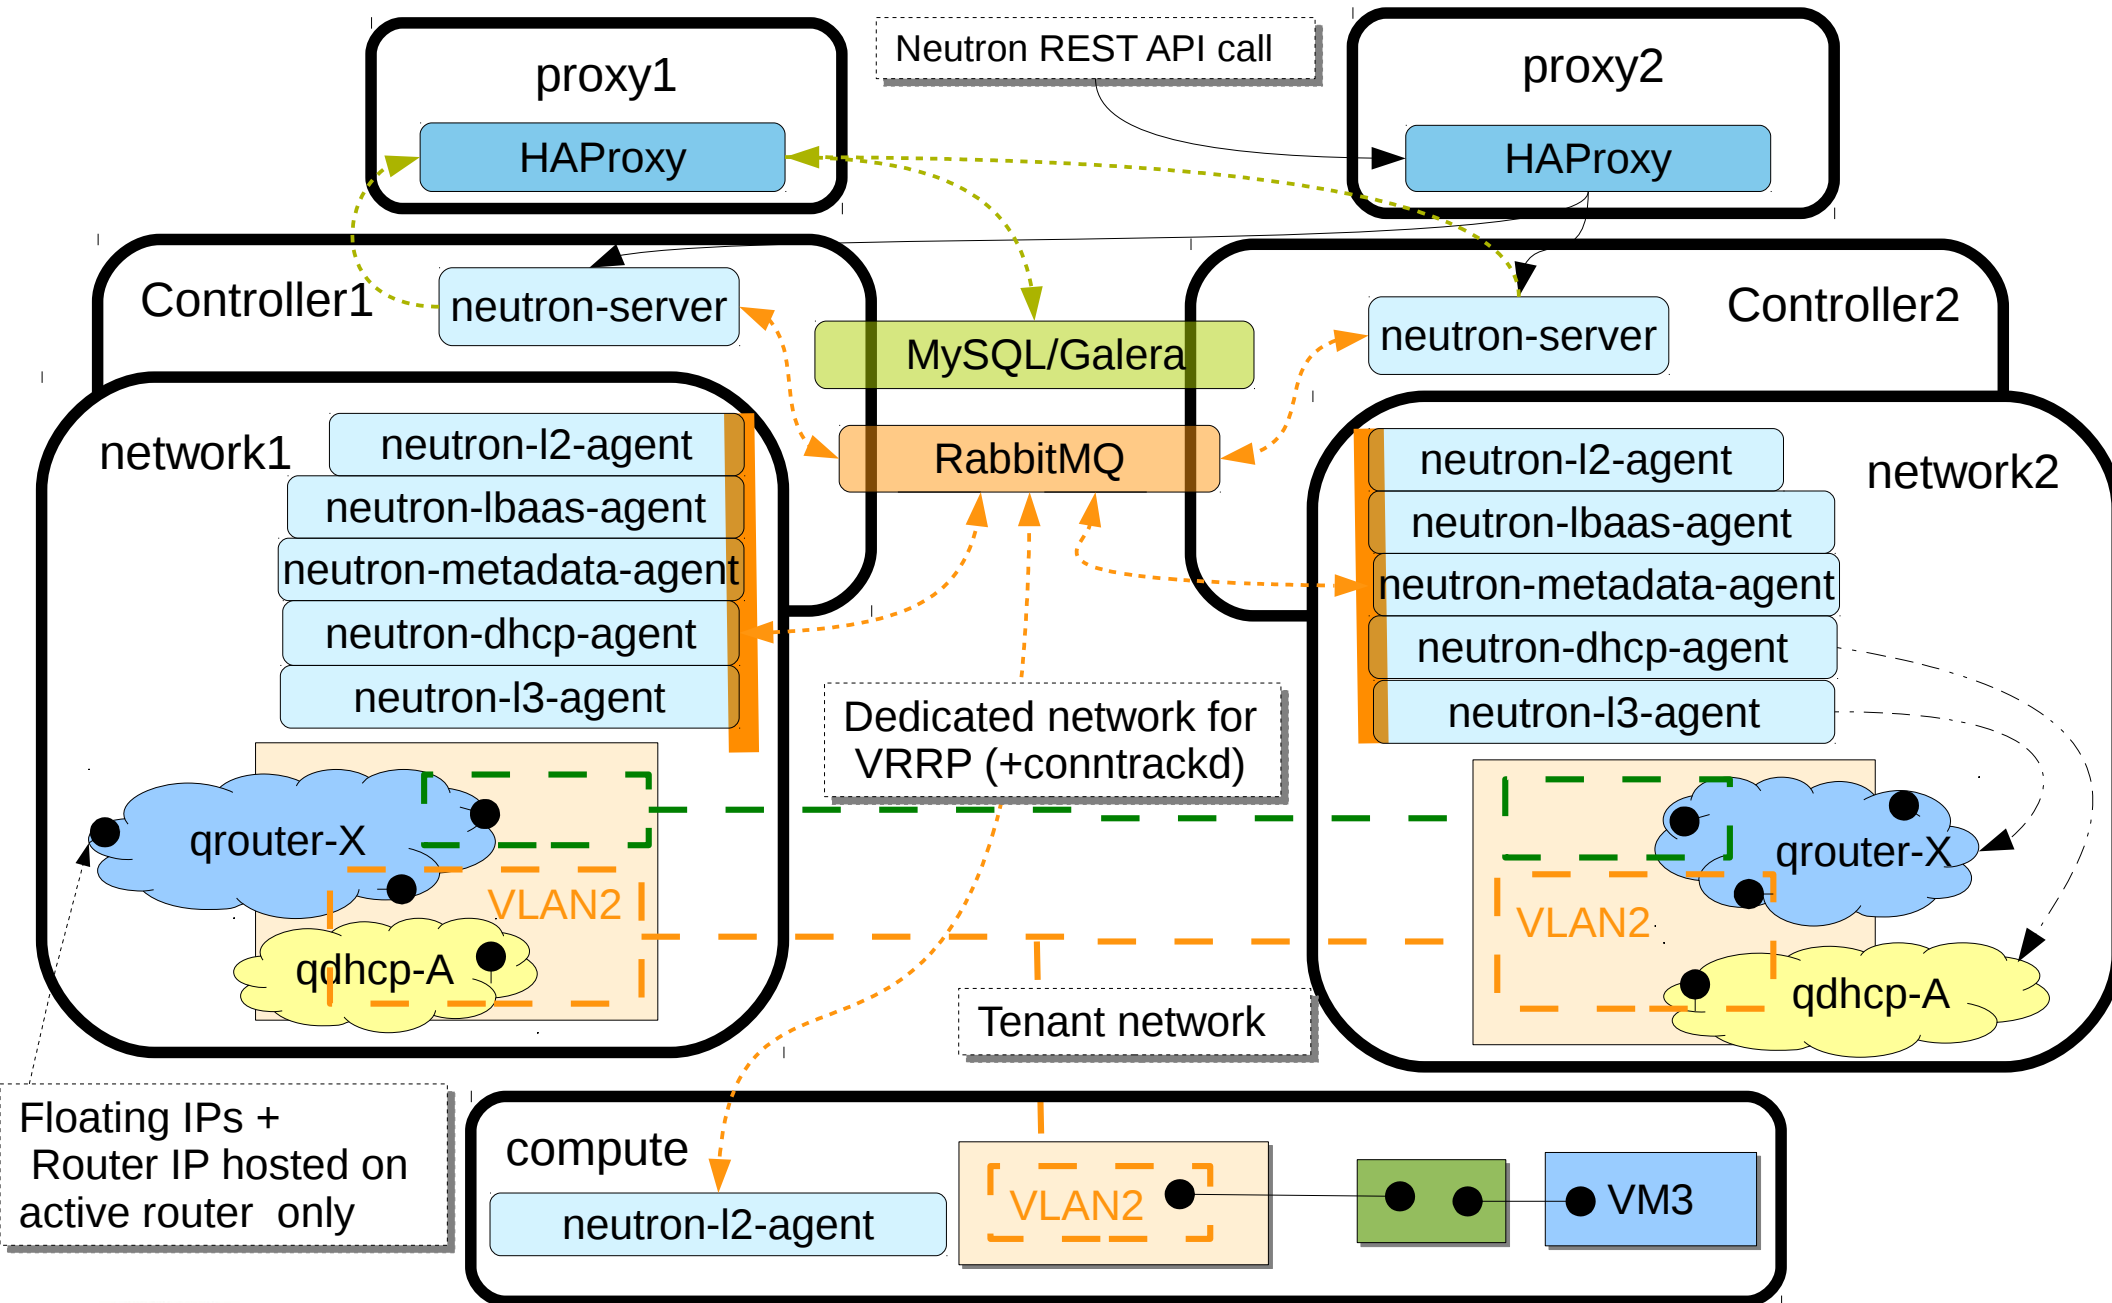 proxy1
HAProxy
Neutron REST API call
proxy2
HAProxy
Controller1
neutron-server
MySQL/Galera
RabbitMQ
neutron-server
Controller2
network1
neutron-l2-agent
neutron-lbaas-agent
neutron-metadata-agent
neutron-dhcp-agent
neutron-l3-agent
network2
neutron-l2-agent
neutron-lbaas-agent
neutron-metadata-agent
neutron-dhcp-agent
neutron-l3-agent
Dedicated network for
VRRP (+conntrackd)
qrouter-X
VLAN2
qdhcp-A
qrouter-X
VLAN2
qdhcp-A
Tenant network
Floating IPs +
Router IP hosted on
active router only
compute
neutron-l2-agent
VLAN2
VM3